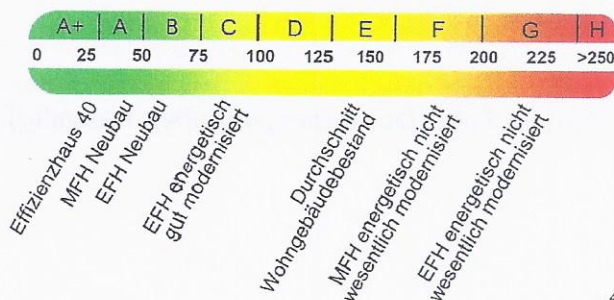 A+ A B C D E F G H
0 25 50 75 100 125 150 175 200 225 >250
Effizienzhaus 40
MFH Neubau
EFH Neubau
EFH energetisch
gut modernisiert
Durchschnitt
Wohngebäudebestand
MFH energetisch nicht
wesentlich modernisiert
EFH energetisch nicht
wesentlich modernisiert